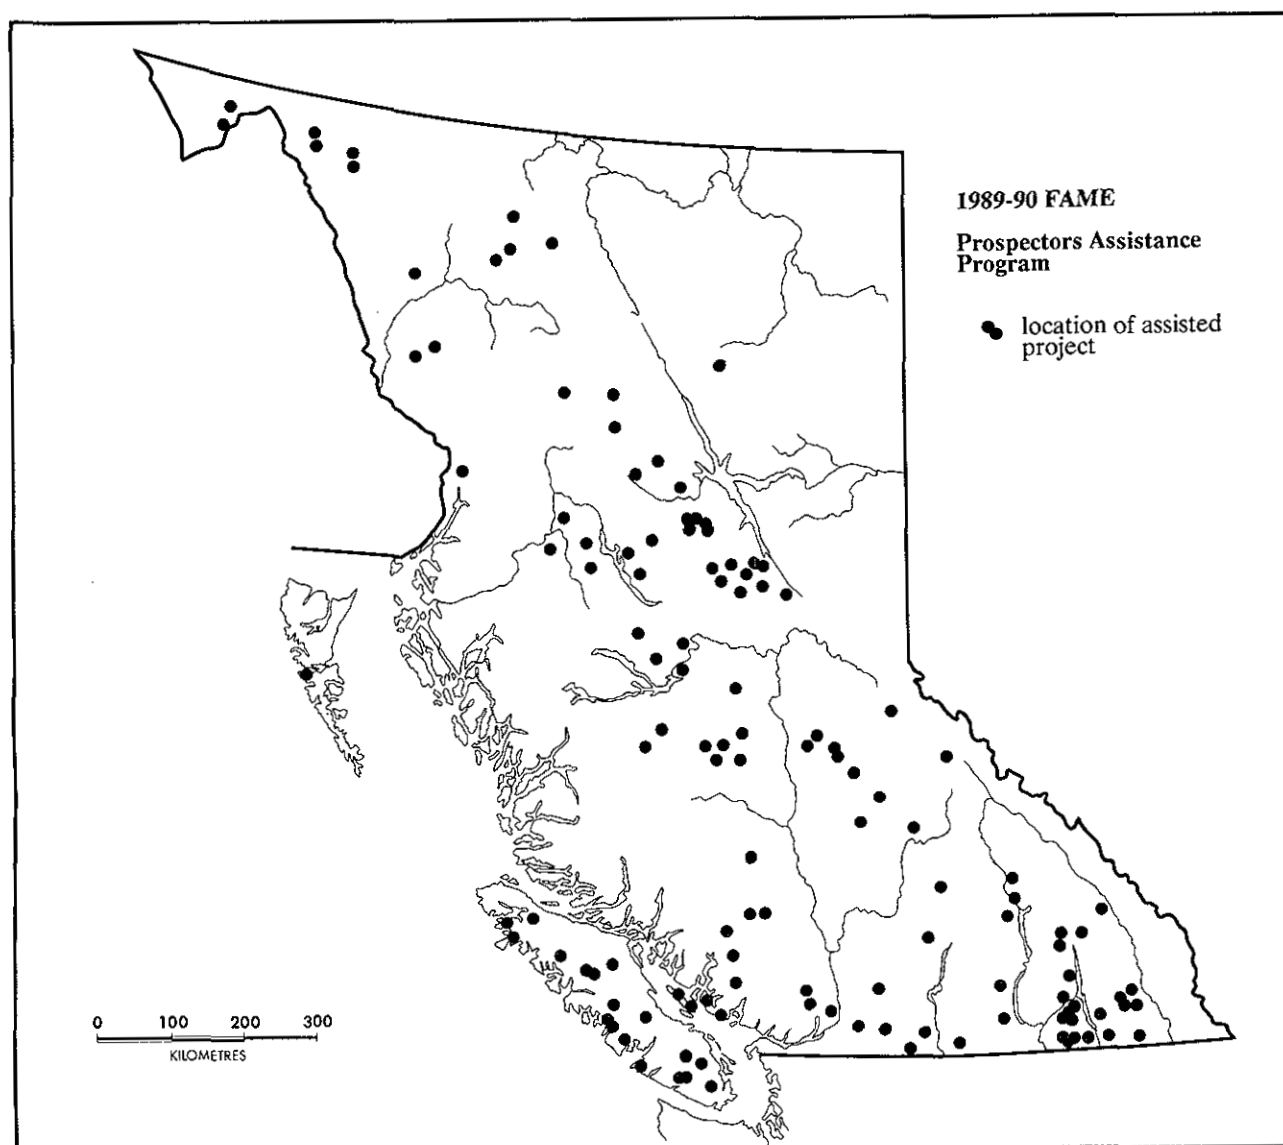 1989-90 FAME
Prospectors Assistance
Program
location of assisted
project
0 100 200 300
KILOMETRES